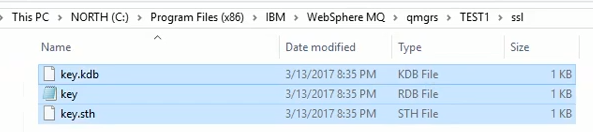 This PC > NORTH (C:) > Program Files (x86) > IBM > WebSphere MQ > qmgrs > TEST1 > ssl
Name Date modified Type Size
key.kdb 3/13/2017 8:35 PM KDB File 1 KB
key 3/13/2017 8:35 PM RDB File 1 KB
key.sth 3/13/2017 8:35 PM STH File 1 KB